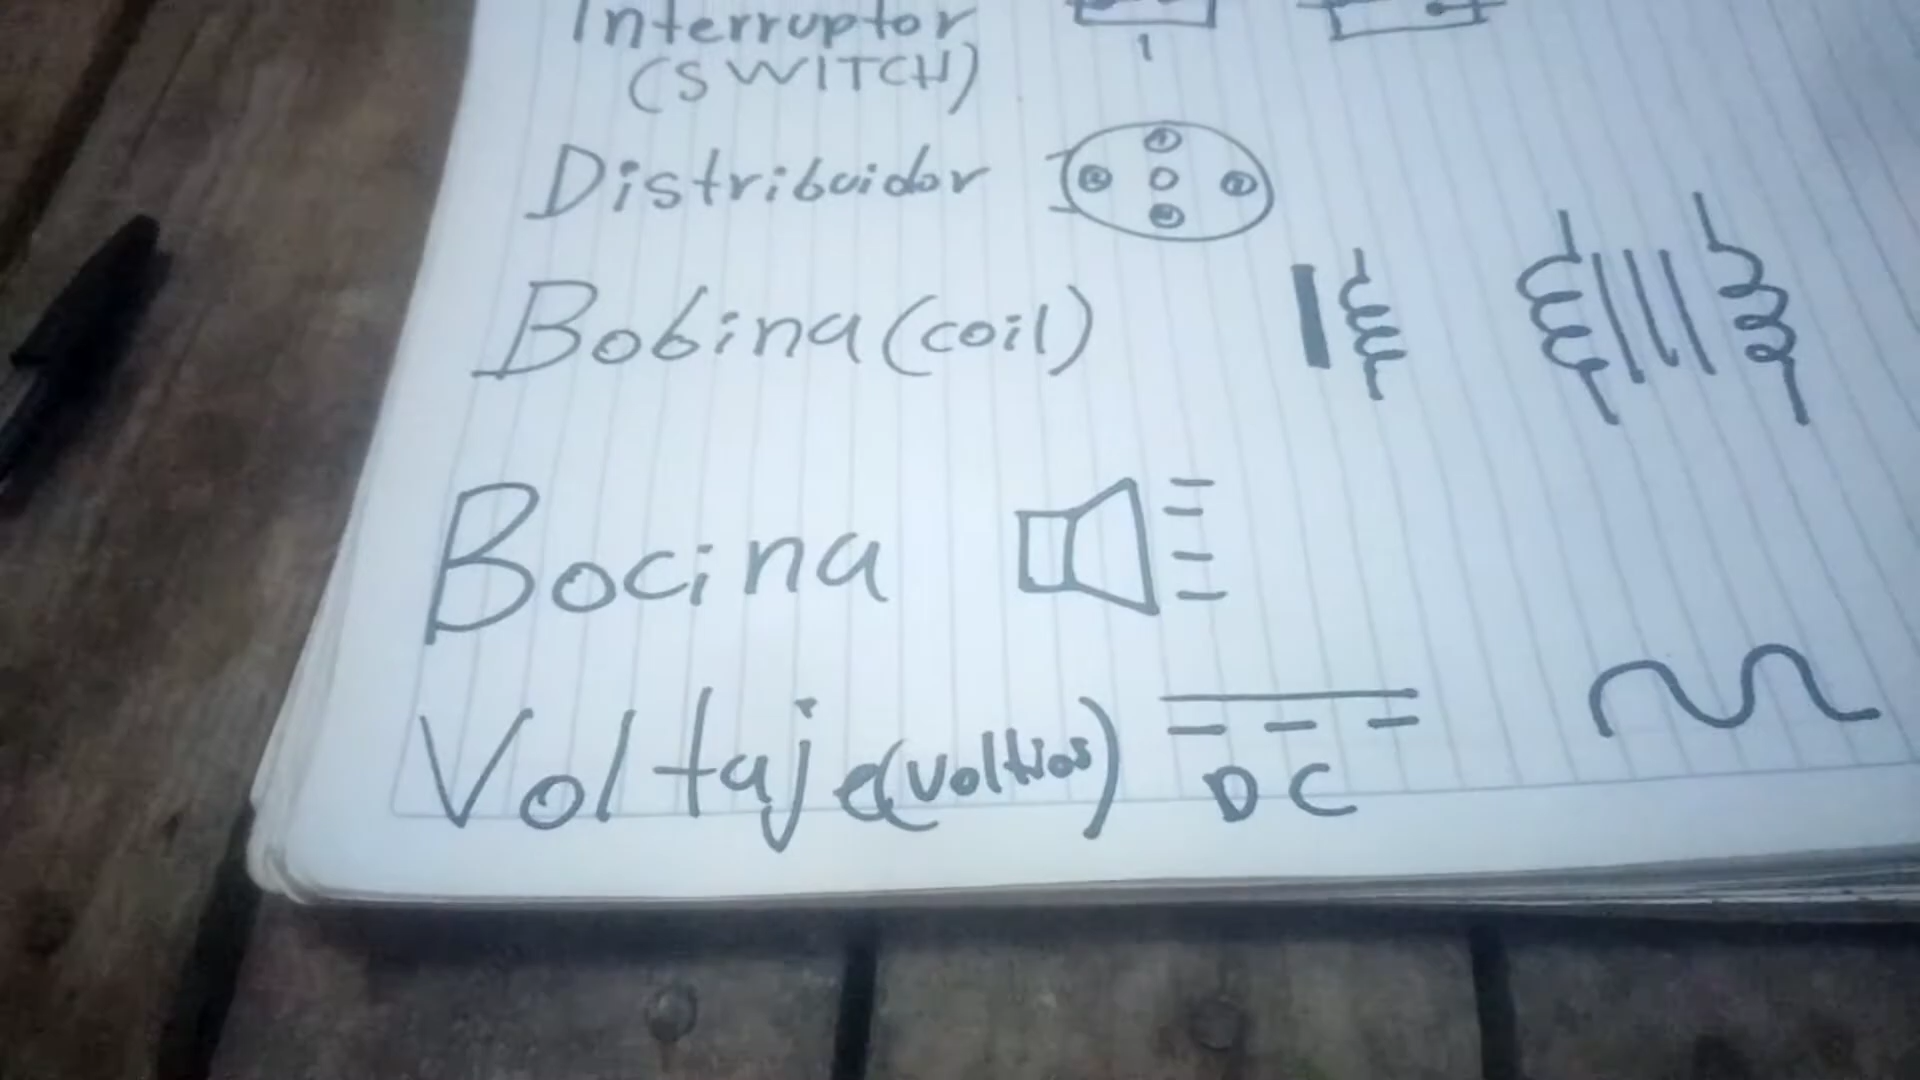 Interruptor
(SWITCH)
1
Distribuidor
Bobina (coil)
Bocina
Voltaje (voltios)
DC